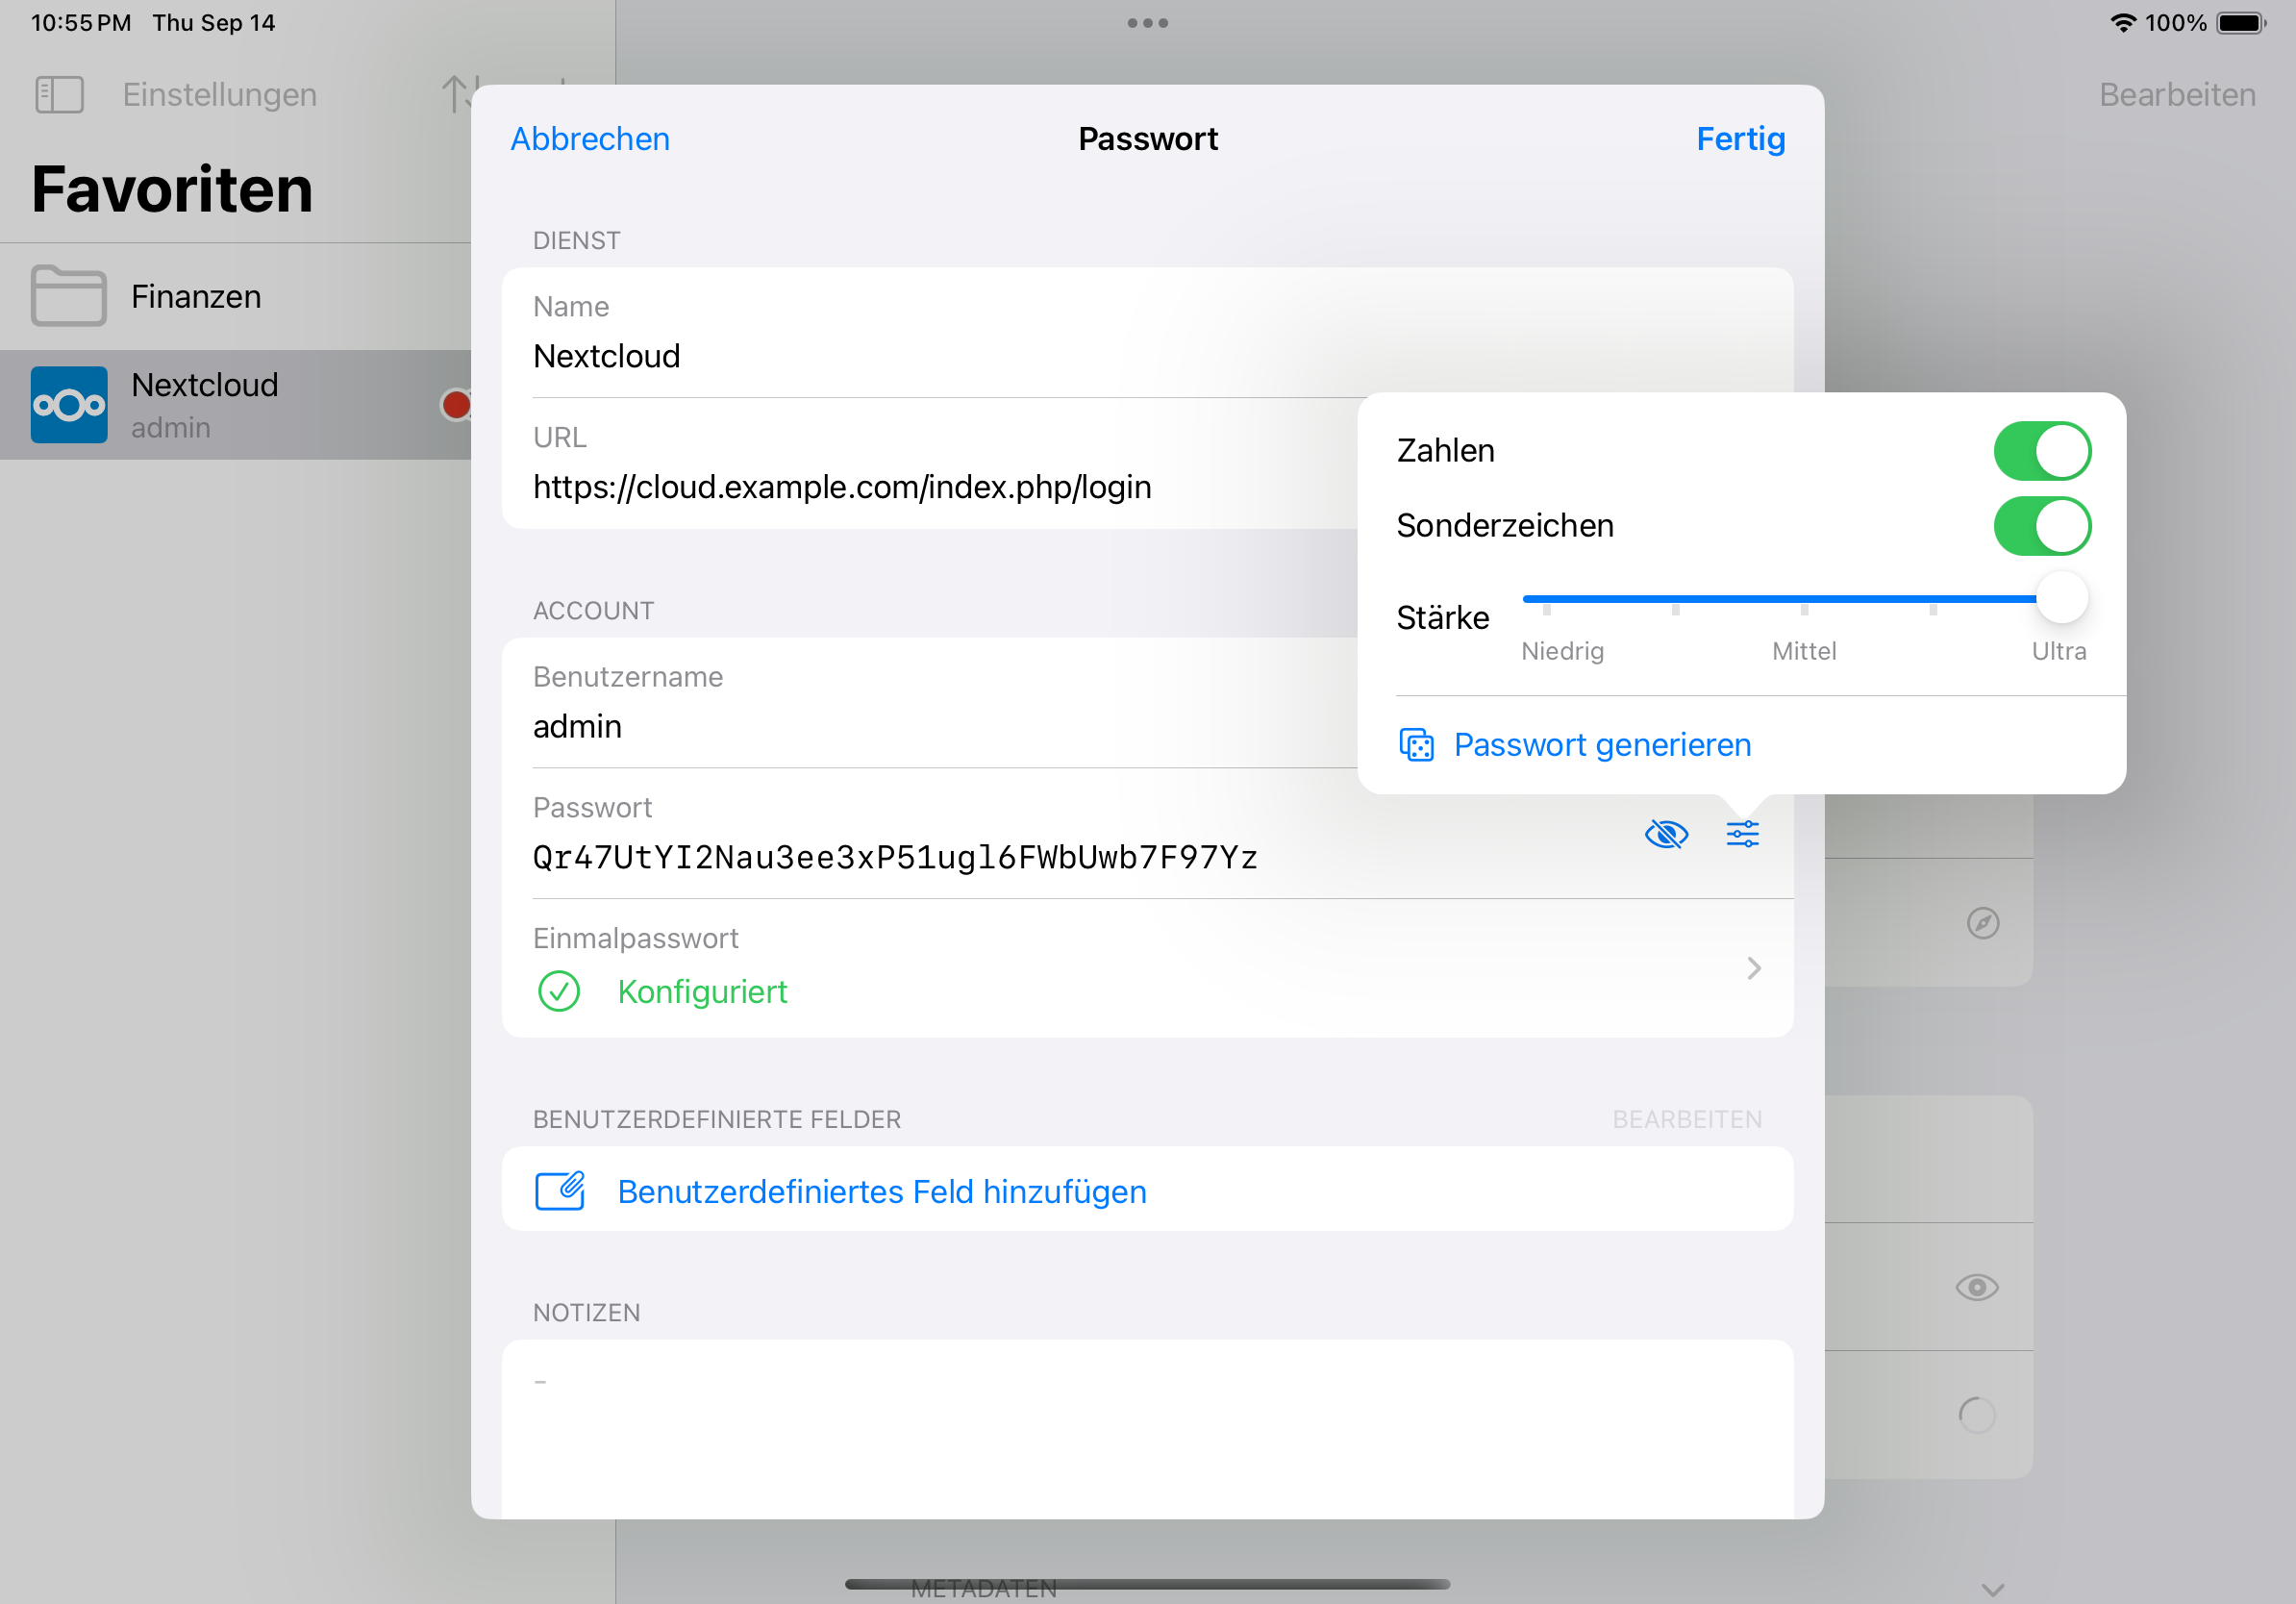 10:55 PM Thu Sep 14
100%
Einstellungen
Bearbeiten
Favoriten
Finanzen
Nextcloud
admin
Abbrechen
Passwort
Fertig
DIENST
Name
Nextcloud
URL
https://cloud.example.com/index.php/login
ACCOUNT
Benutzername
admin
Passwort
Qr47UtYI2Nau3ee3xP51ugl6FWbUwb7F97Yz
Einmalpasswort
Konfiguriert
BENUTZERDEFINIERTE FELDER
BEARBEITEN
Benutzerdefiniertes Feld hinzufügen
NOTIZEN
-
Zahlen
Sonderzeichen
Stärke
Niedrig
Mittel
Ultra
Passwort generieren
METADATEN